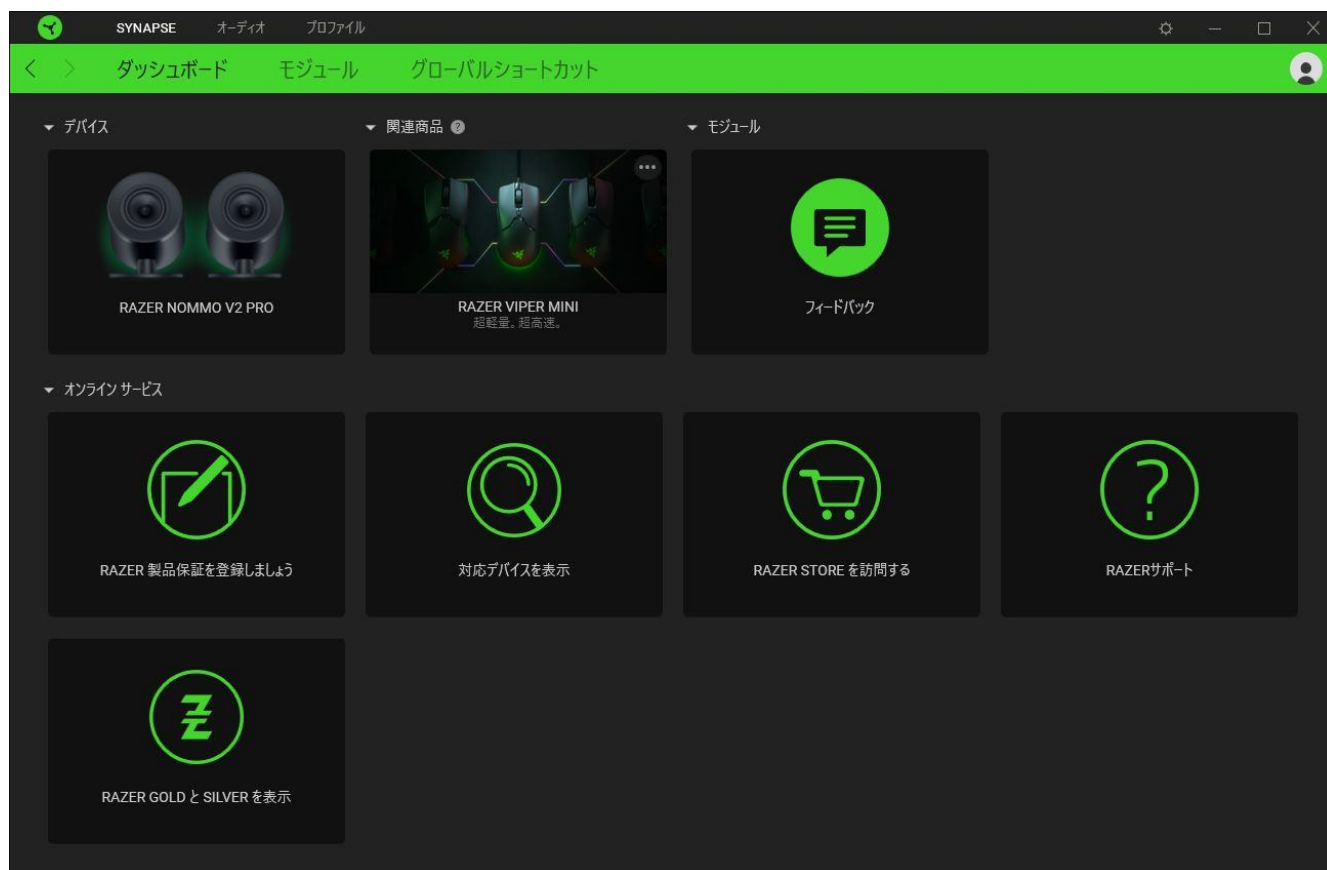 SYNAPSE オーディオ プロファイル
ダッシュボード モジュール グローバルショートカット
デバイス
関連商品
モジュール
RAZER NOMMO V2 PRO
RAZER VIPER MINI
超軽量。超高速。
フィードバック
オンライン サービス
RAZER 製品保証を登録しましょう
対応デバイスを表示
RAZER STORE を訪問する
RAZERサポート
RAZER GOLD と SILVER を表示